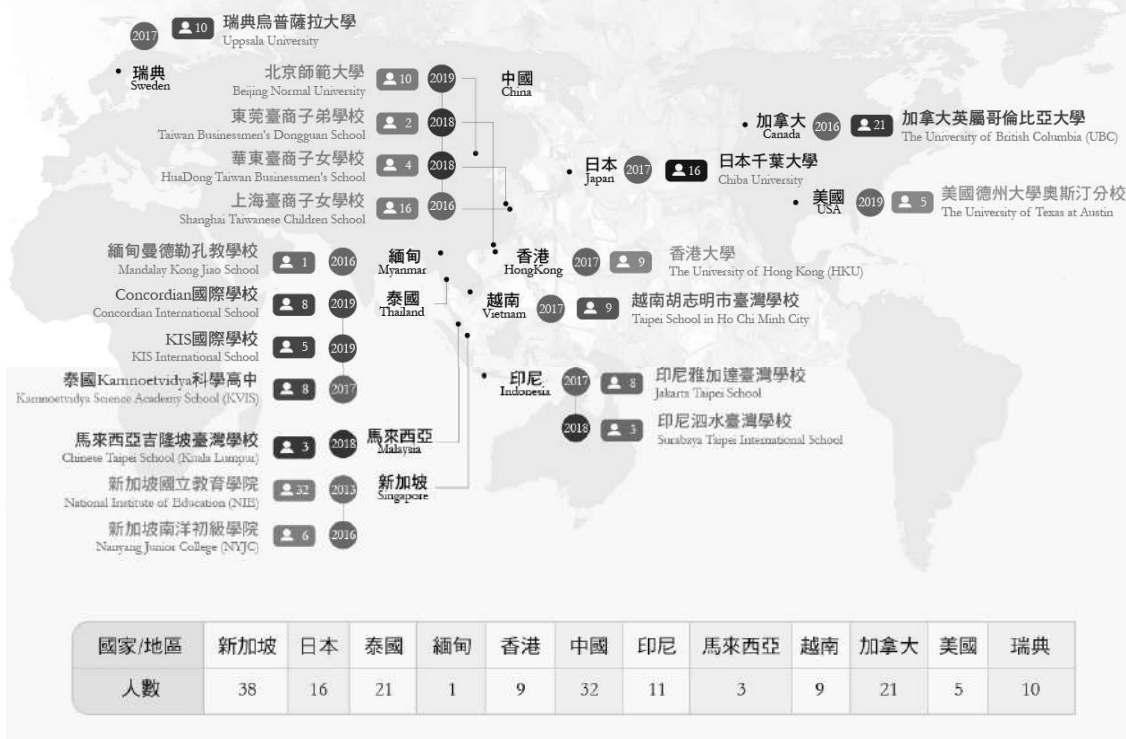 2017 10 瑞典烏普薩拉大學
Uppsala University
瑞典
Sweden
北京師範大學 10 2019
Beijing Normal University
中國
China
東莞臺商子弟學校 2 2018
Taiwan Businessmen's Dongguan School
華東臺商子女學校 4 2018
HuaDong Taiwan Businessmen's School
上海臺商子女學校 16 2016
Shanghai Taiwanese Children School
加拿大 2016 21 加拿大英屬哥倫比亞大學
Canada
The University of British Columbia (UBC)
日本 2017 16 日本千葉大學
Japan
Chiba University
美國 2019 5 美國德州大學奧斯汀分校
USA
The University of Texas at Austin
緬甸曼德勒孔教學校 1 2016 緬甸
Mandalay Kong Jiao School
Myanmar
香港 2017 9 香港大學
HongKong
The University of Hong Kong (HKU)
Concordian國際學校 8 2019 泰國
Concordian International School
Thailand
越南 2017 9 越南胡志明市臺灣學校
Vietnam
Taipei School in Ho Chi Minh City
KIS國際學校 5 2019
KIS International School
泰國Kamnoetvidya科學高中 8 2017
Kamnoetvidya Science Academy School (KVIS)
印尼 2017 8 印尼雅加達臺灣學校
Indonesia
Jakarta Taipei School
2018 3 印尼泗水臺灣學校
Surabaya Taipei International School
馬來西亞吉隆坡臺灣學校 3 2018 馬來西亞
Chinese Taipei School (Kuala Lumpur)
Malaysia
新加坡國立教育學院 32 2013 新加坡
National Institute of Education (NIE)
Singapore
新加坡南洋初級學院 6 2016
Nanyang Junior College (NYJC)
國家/地區 新加坡 日本 泰國 緬甸 香港 中國 印尼 馬來西亞 越南 加拿大 美國 瑞典
人數 38 16 21 1 9 32 11 3 9 21 5 10